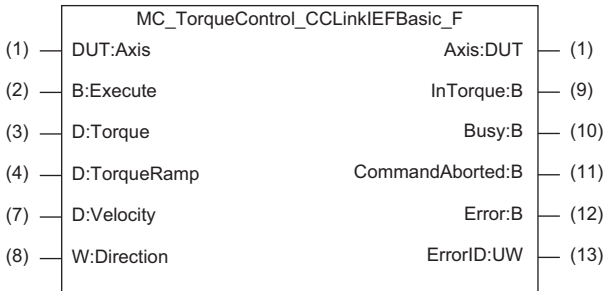 MC_TorqueControl_CCLinkIEFBasic_F
(1) DUT:Axis Axis:DUT (1)
(2) B:Execute InTorque:B (9)
(3) D:Torque Busy:B (10)
(4) D:TorqueRamp CommandAborted:B (11)
(7) D:Velocity Error:B (12)
(8) W:Direction ErrorID:UW (13)